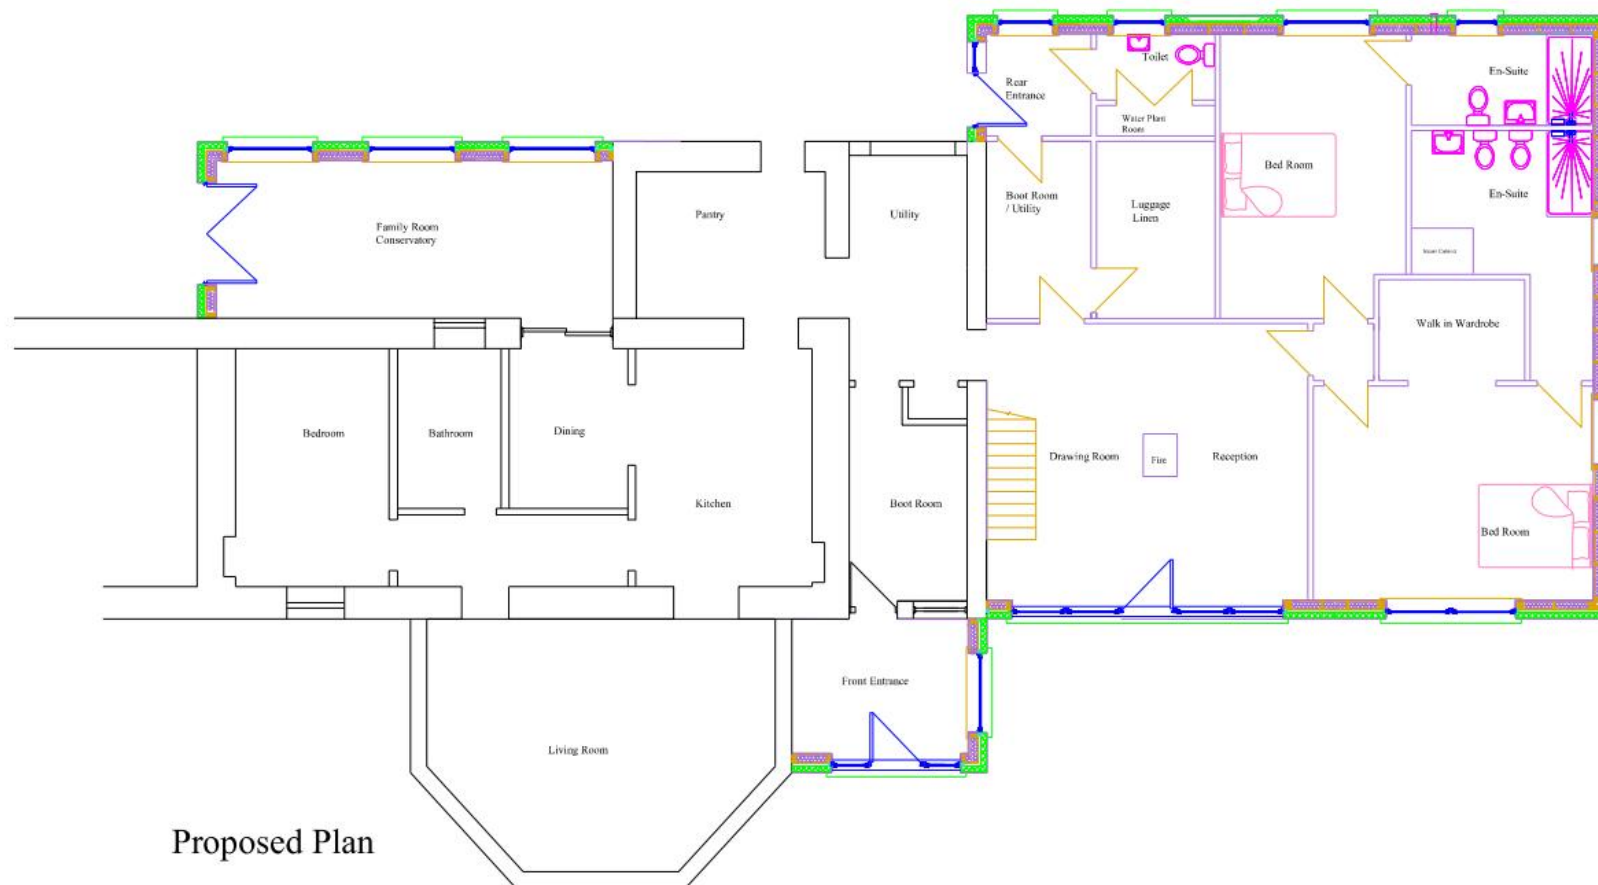 Toilet
Rear
Entrance
En-Suite
Water Plant
Room
Bed Room
Family Room
Conservatory
Pantry
Utility
Boot Room
/ Utility
Luggage
Linen
En-Suite
Walk in Wardrobe
Bedroom
Bathroom
Dining
Drawing Room
Fire
Reception
Kitchen
Boot Room
Bed Room
Front Entrance
Living Room
Proposed Plan